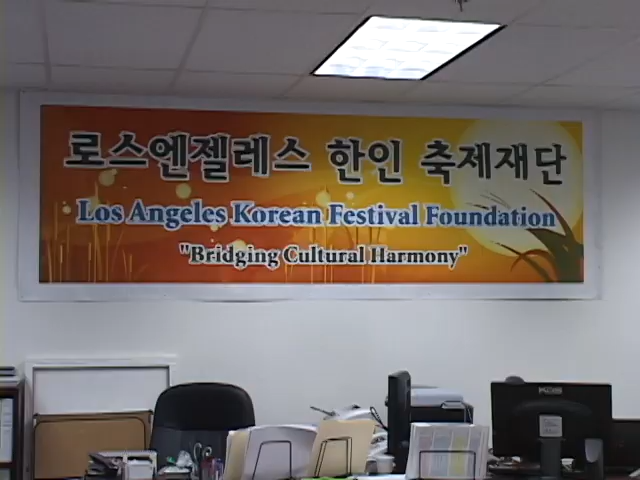 로스엔젤레스 한인 축제재단
Los Angeles Korean Festival Foundation
"Bridging Cultural Harmony"